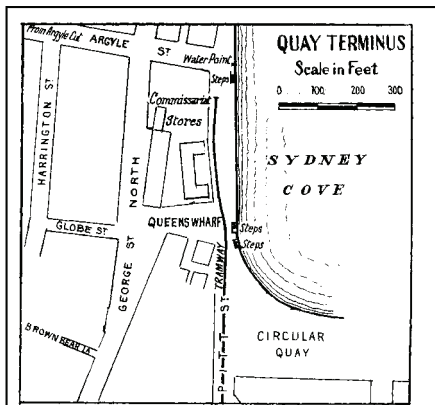 From Argyle Cut
ARGYLE ST
QUAY TERMINUS
Scale in Feet
0 100 200 300
Water Point
Steps
Commissariat
Stores
HARRINGTON ST
NORTH
SYDNEY
COVE
GLOBE ST
QUEENS WHARF
Steps
Steps
GEORGE ST
TRAMWAY
PITT ST
BROWN BEAR LA
CIRCULAR
QUAY